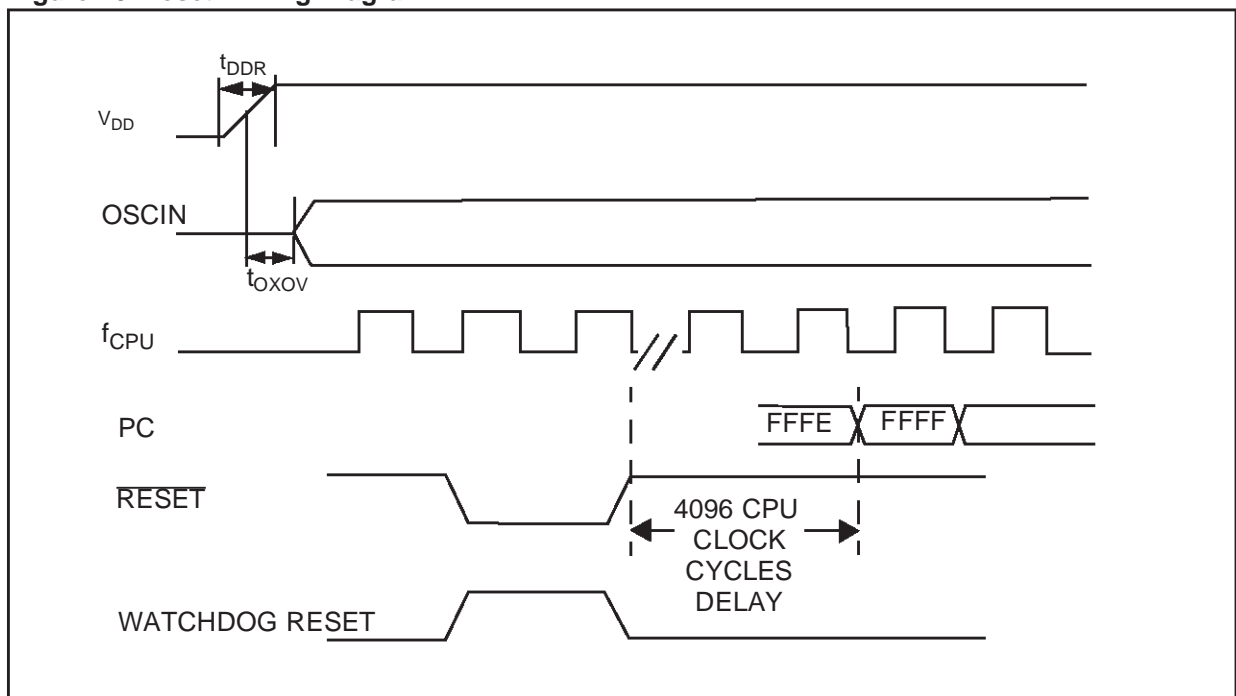 tDDR
VDD
OSCIN
tOXOV
fCPU
PC
FFFE
FFFF
RESET
4096 CPU
CLOCK
CYCLES
DELAY
WATCHDOG RESET